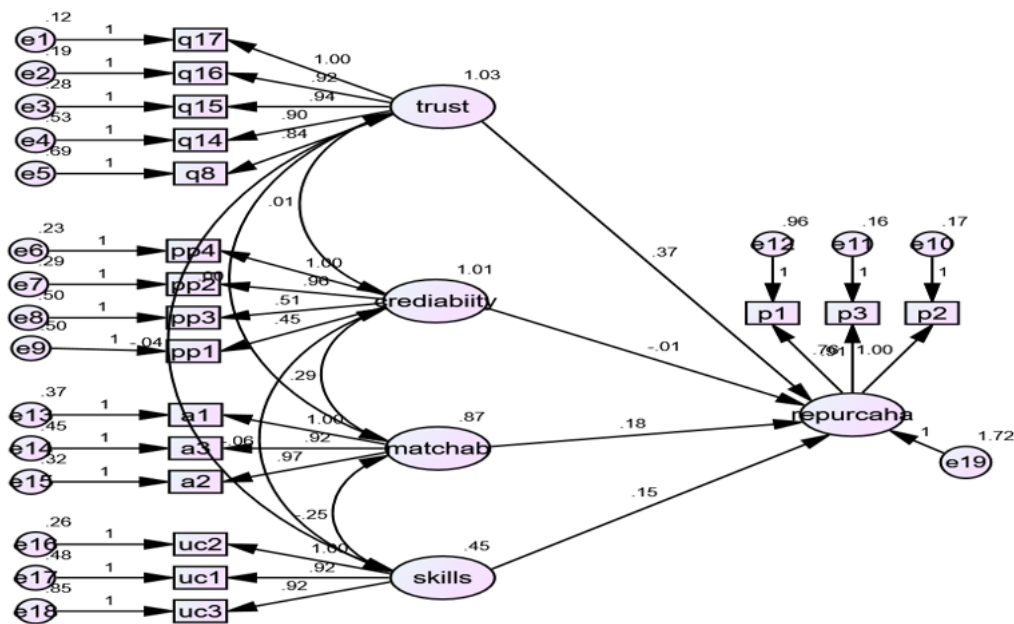 .12
e1 1 q17
1.00
.19
e2 1 q16
.92
1.03
.28
e3 1 q15
.94
trust
.53
e4 1 q14
.90
.69
e5 1 q8
.84
.01
.37
.23
e6 1 pp4
1.00
.29
e7 1 pp2
.00
.96
1.01
crediabiity
.50
e8 1 pp3
.51
.50
e9 1 -.04 pp1
.45
-.01
.96 .16 .17
e12 e11 e10
1 1 1
p1 p3 p2
.76 .91 1.00
.29
.37
e13 1 a1
1.00
.87
.18
repurcaha
1
1.72
e19
.45
e14 1 a3
-.06
.92
matchab
.32
e15 1 a2
.97
.15
-.25
.26
e16 1 uc2
1.00
.45
.48
e17 1 uc1
.92
skills
.85
e18 1 uc3
.92